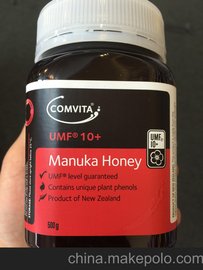 COMVITA
UMF® 10+
UMF®
10+
Manuka Honey
✓ UMF® level guaranteed
✓ Contains unique plant phenols
✓ Product of New Zealand
500g
china.makepolo.com